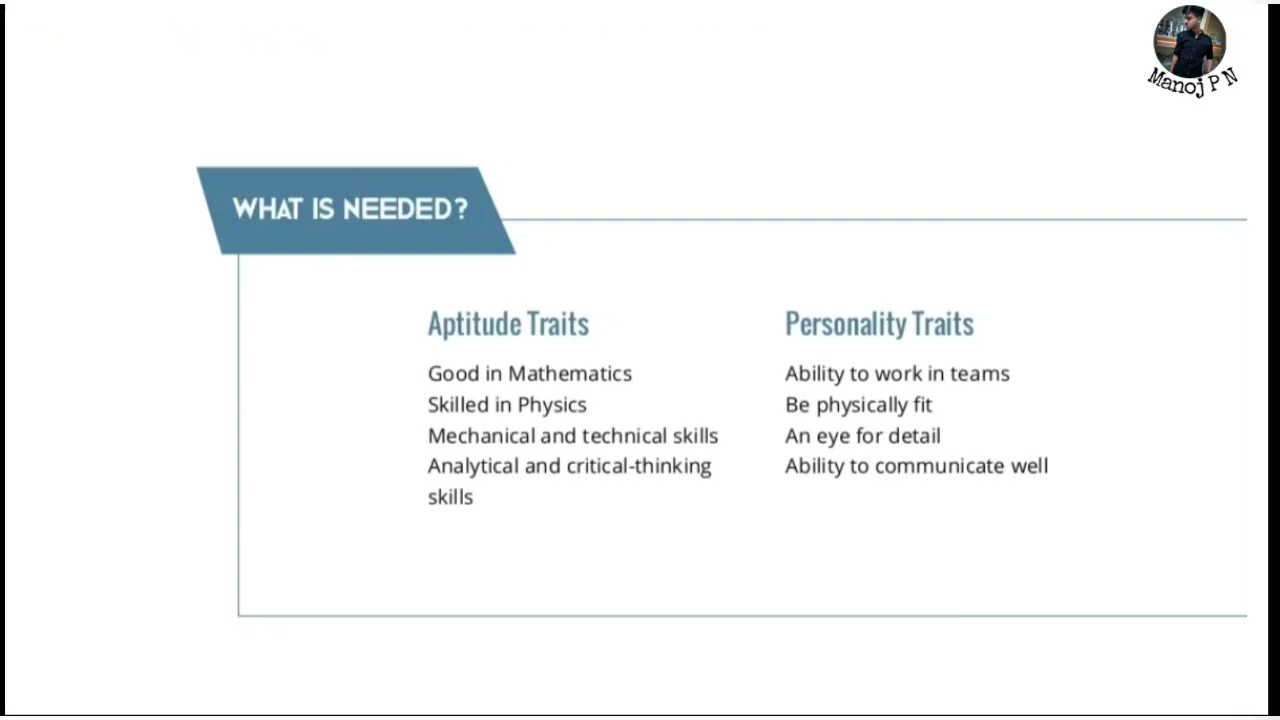 Manoj P N
WHAT IS NEEDED?
Aptitude Traits
Good in Mathematics
Skilled in Physics
Mechanical and technical skills
Analytical and critical-thinking
skills
Personality Traits
Ability to work in teams
Be physically fit
An eye for detail
Ability to communicate well